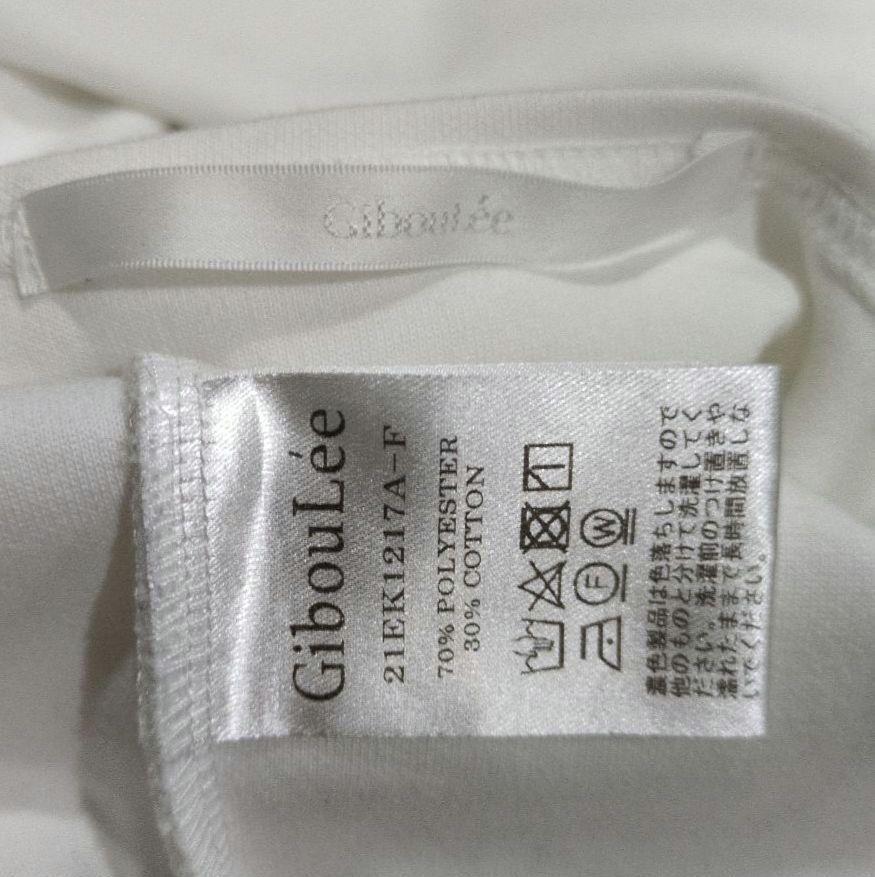 Giboulée
GibouLée
21EK1217A-F
70% POLYESTER
30% COTTON
F
W
濃色製品は色落ちしますので
他のものと分けて洗濯してく
ださい。洗濯前のつけ置きや
濡れたままで長時間放置しな
いでください。